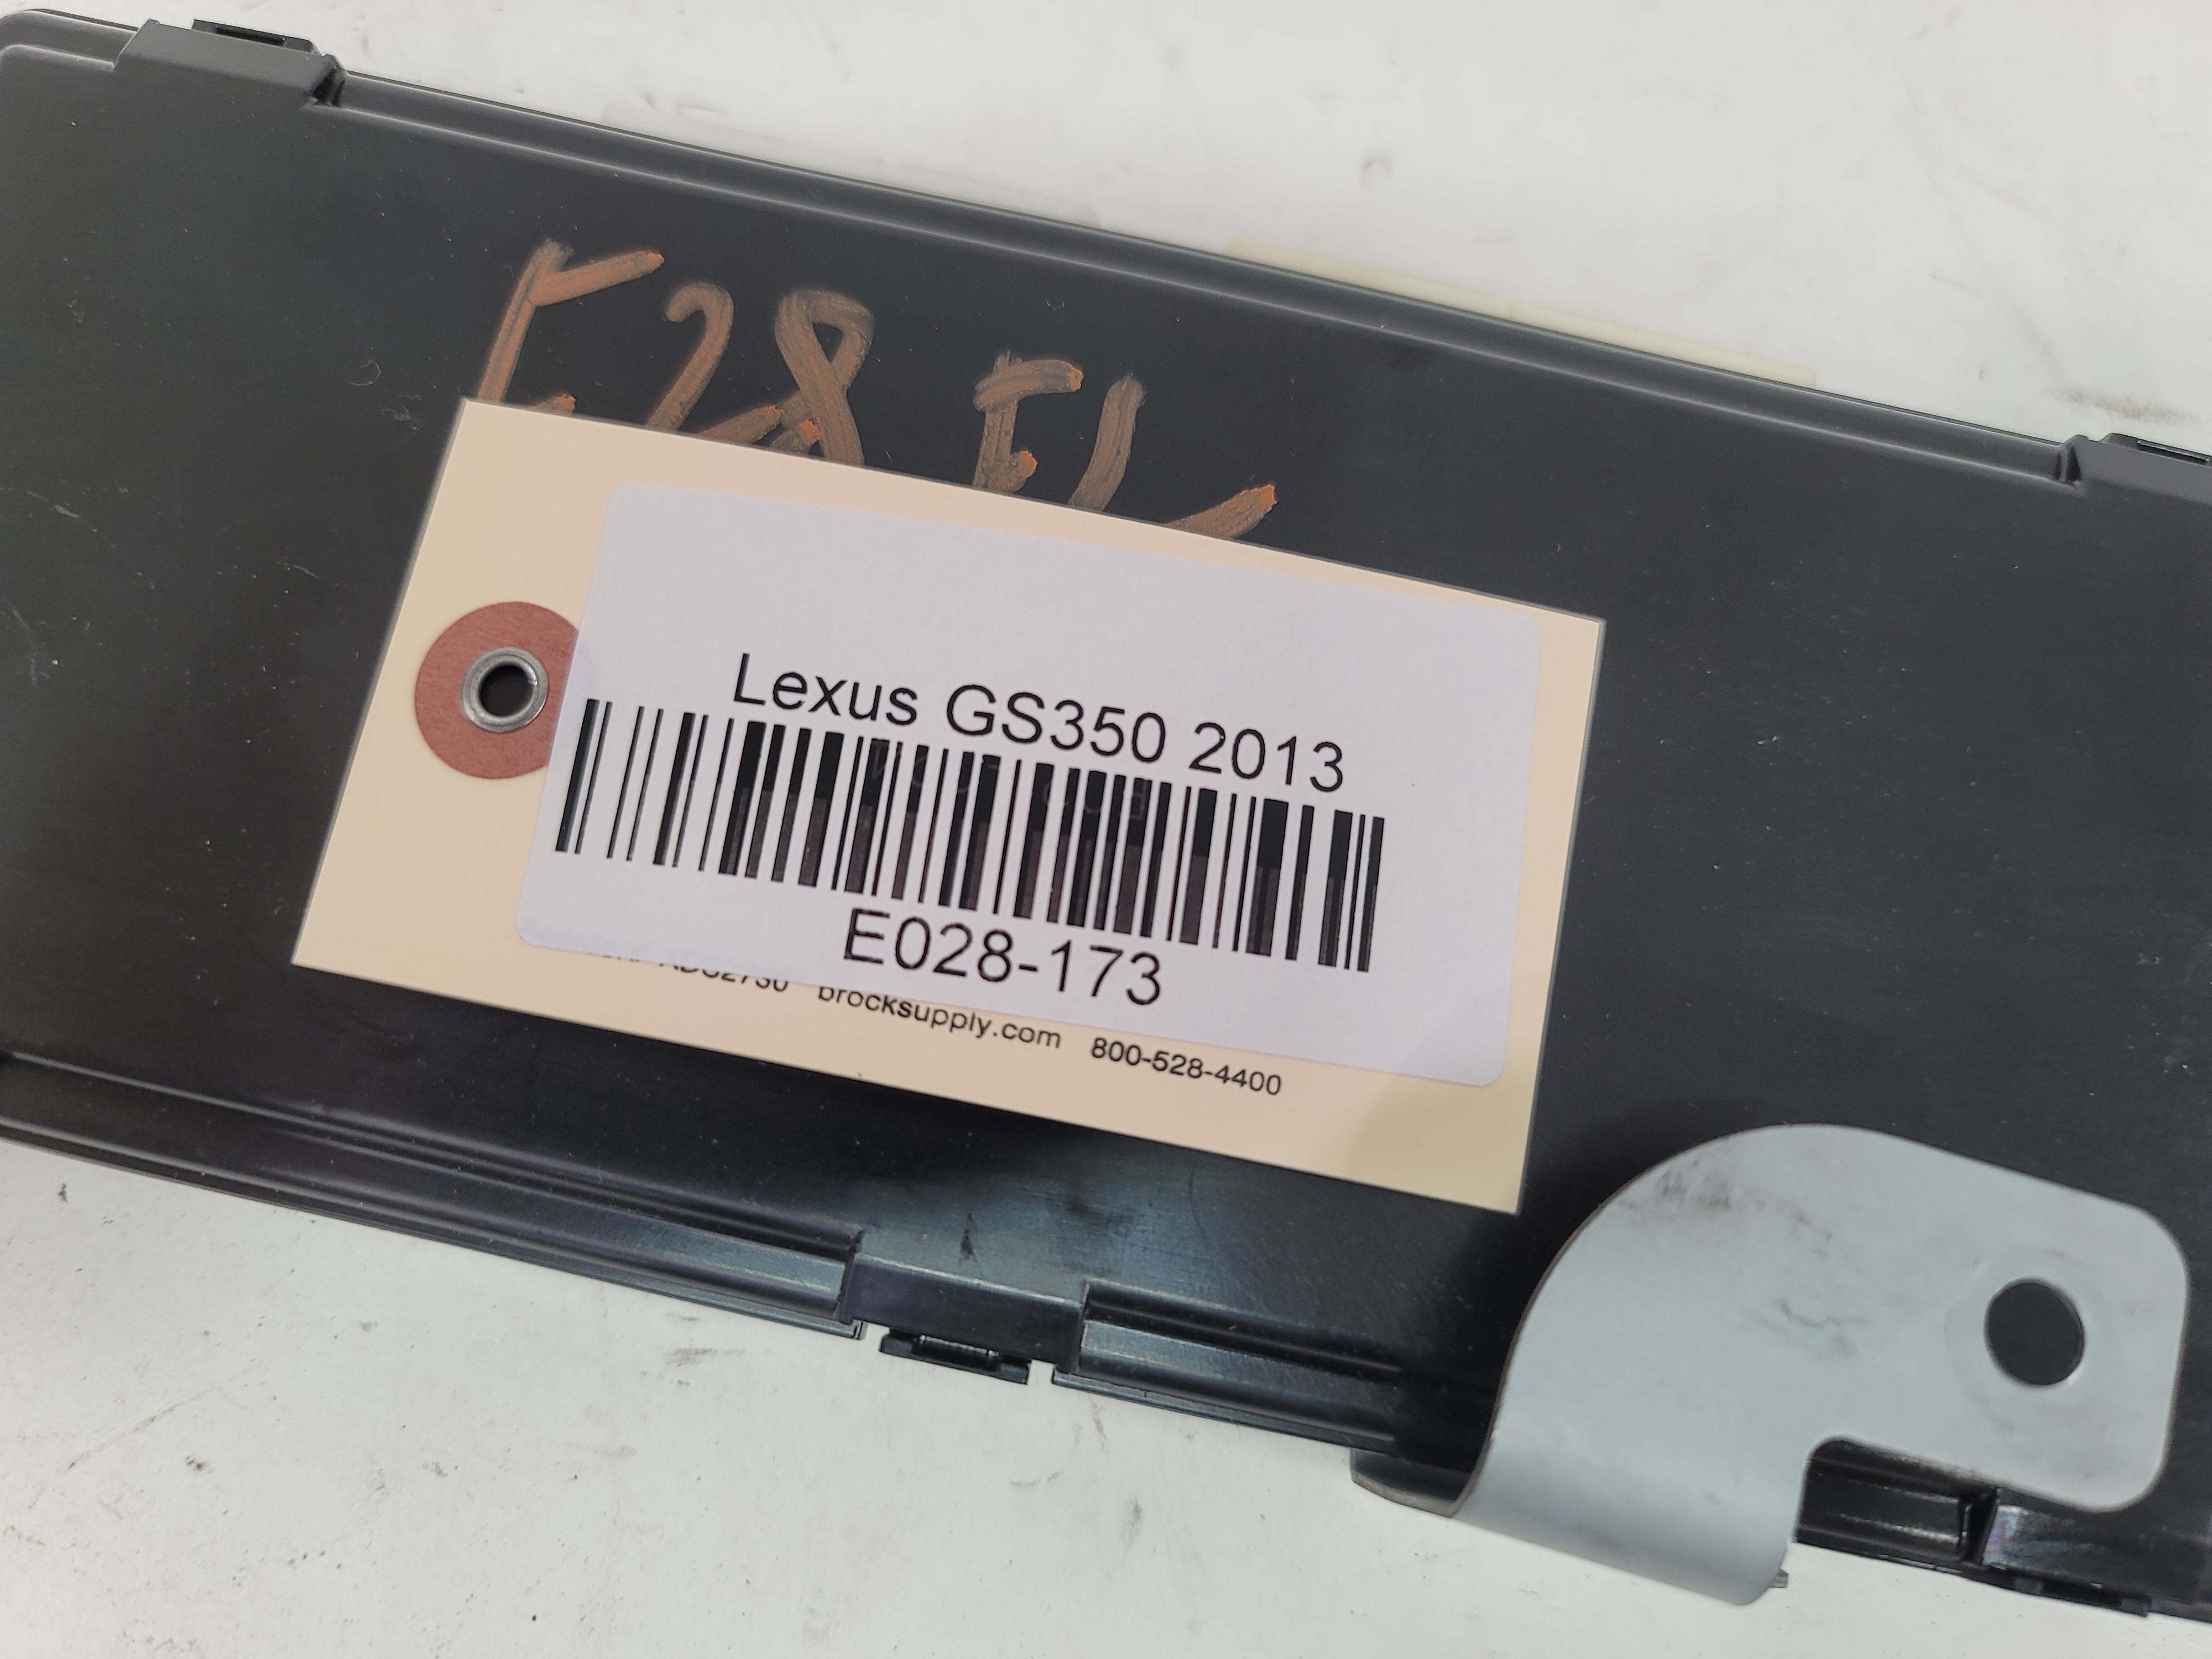 E28 FL
Lexus GS350 2013
E028-173
brocksupply.com 800-528-4400